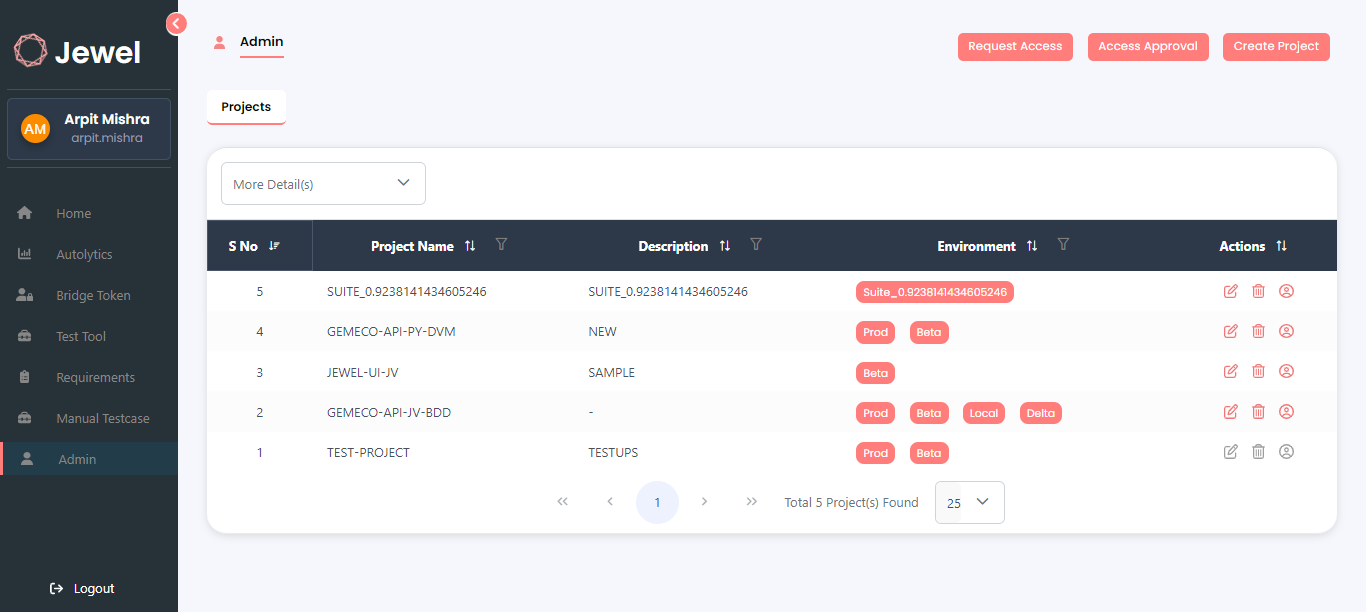 Jewel
AM
Arpit Mishra
arpit.mishra
Home
Autolytics
Bridge Token
Test Tool
Requirements
Manual Testcase
Admin
Logout
Admin
Request Access Access Approval Create Project
Projects
More Detail(s)
S No Project Name Description Environment Actions
5 SUITE_0.9238141434605246 SUITE_0.9238141434605246 Suite_0.9238141434605246
4 GEMECO-API-PY-DVM NEW Prod Beta
3 JEWEL-UI-JV SAMPLE Beta
2 GEMECO-API-JV-BDD - Prod Beta Local Delta
1 TEST-PROJECT TESTUPS Prod Beta
1 Total 5 Project(s) Found 25